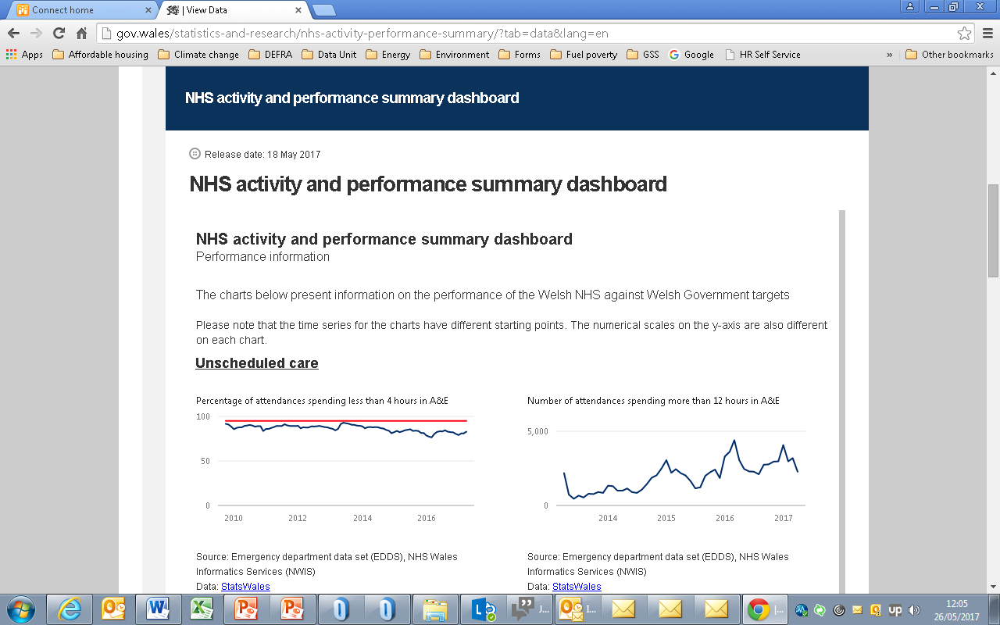 Connect home
| View Data
gov.wales/statistics-and-research/nhs-activity-performance-summary/?tab=data&lang=en
Apps Affordable housing Climate change DEFRA Data Unit Energy Environment Forms Fuel poverty GSS Google HR Self Service » Other bookmarks
NHS activity and performance summary dashboard
Release date: 18 May 2017
NHS activity and performance summary dashboard
NHS activity and performance summary dashboard
Performance information
The charts below present information on the performance of the Welsh NHS against Welsh Government targets
Please note that the time series for the charts have different starting points. The numerical scales on the y-axis are also different
on each chart.
Unscheduled care
Percentage of attendances spending less than 4 hours in A&E
100
50
0
2010 2012 2014 2016
Source: Emergency department data set (EDDS), NHS Wales
Informatics Services (NWIS)
Data: StatsWales
Number of attendances spending more than 12 hours in A&E
5,000
0
2014 2015 2016 2017
Source: Emergency department data set (EDDS), NHS Wales
Informatics Services (NWIS)
Data: StatsWales
J... I... |...
up
12:05
26/05/2017